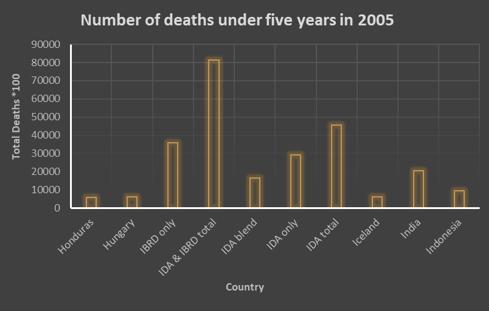 Number of deaths under five years in 2005
Total Deaths *100
90000
80000
70000
60000
50000
40000
30000
20000
10000
0
Honduras
Hungary
IBRD only
IDA & IBRD total
IDA blend
IDA only
IDA total
Iceland
India
Indonesia
Country